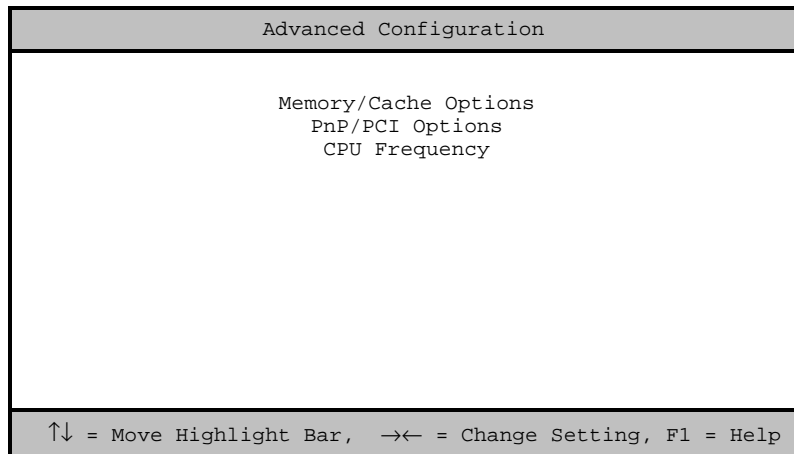 Advanced Configuration
Memory/Cache Options
PnP/PCI Options
CPU Frequency
↑↓ = Move Highlight Bar, →← = Change Setting, F1 = Help